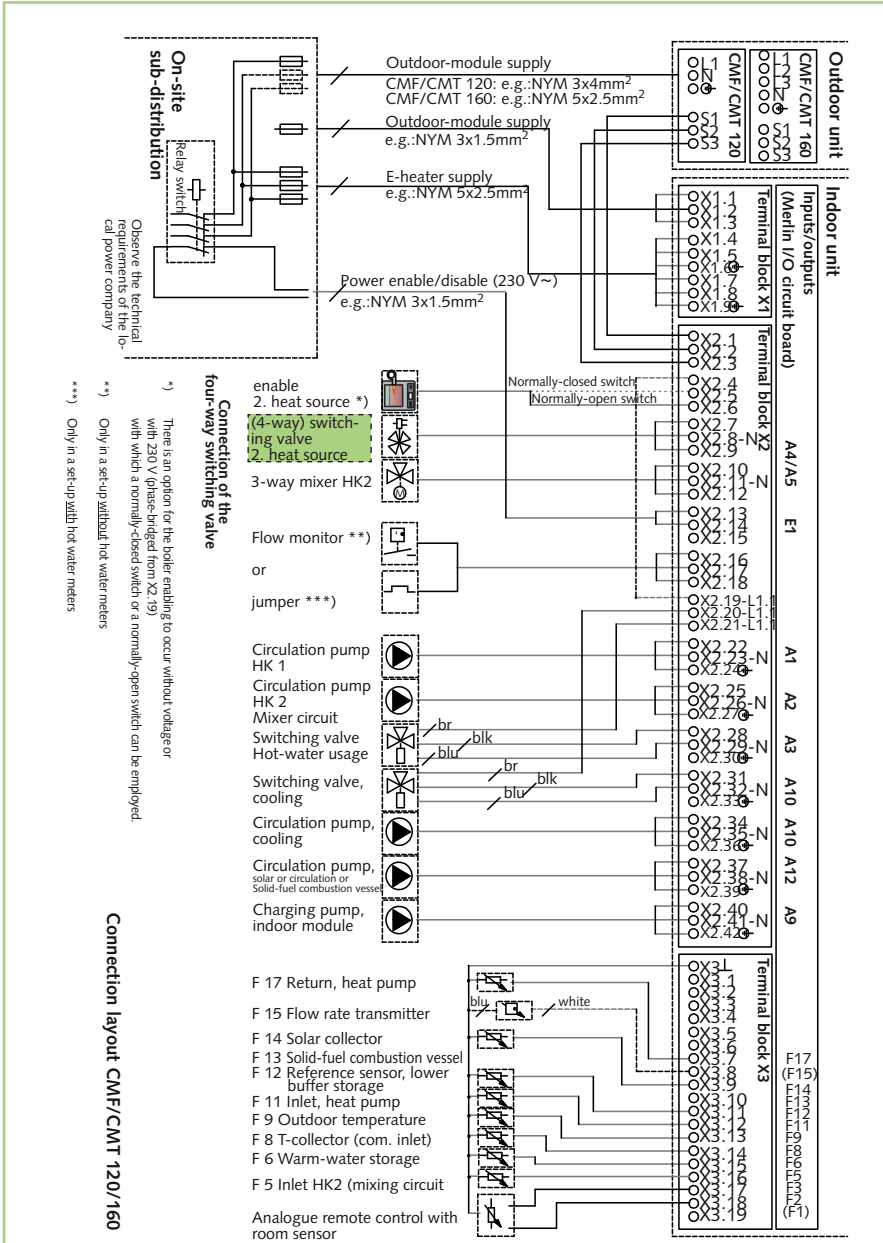 On-site
sub-distribution
Relay switch
Observe the technical
requirements of the lo-
cal power company
Outdoor-module supply
CMF/CMT 120: e.g.:NYM 3x4mm²
CMF/CMT 160: e.g.:NYM 5x2.5mm²
Outdoor-module supply
e.g.:NYM 3x1.5mm²
E-heater supply
e.g.:NYM 5x2.5mm²
Power enable/disable (230 V~)
e.g.:NYM 3x1.5mm²
Outdoor unit
CMF/CMT 160
L1
L2
L3
N
S1
S2
S3
CMF/CMT 120
L1
N
S1
S2
S3
Indoor unit
Inputs/outputs
(Merlin I/O circuit board)
Terminal block X1
X1.1
X1.2
X1.3
X1.4
X1.5
X1.6
X1.7
X1.8
X1.9
Terminal block X2
X2.1
X2.2
X2.3
X2.4
X2.5
X2.6
X2.7
X2.8-N
X2.9
X2.10
X2.11-N
X2.12
X2.13
X2.14
X2.15
X2.16
X2.17
X2.18
X2.19-L1.1
X2.20-L1.1
X2.21-L1.1
X2.22
X2.23-N
X2.24
X2.25
X2.26-N
X2.27
X2.28
X2.29-N
X2.30
X2.31
X2.32-N
X2.33
X2.34
X2.35-N
X2.36
X2.37
X2.38-N
X2.39
X2.40
X2.41-N
X2.42
A4/A5
E1
A1
A2
A3
A10
A10
A12
A9
Normally-closed switch
Normally-open switch
enable
2. heat source *)
(4-way) switch-
ing valve
2. heat source
3-way mixer HK2
M
Flow monitor **)
or
jumper ***)
Circulation pump
HK 1
Circulation pump
HK 2
Mixer circuit
Switching valve
Hot-water usage
br
blk
blu
Switching valve,
cooling
br
blk
blu
Circulation pump,
cooling
Circulation pump,
solar or circulation or
Solid-fuel combustion vessel
Charging pump,
indoor module
Connection of the
four-way switching valve
*) There is an option for the boiler enabling to occur without voltage or
with 230 V (phase-bridged from X2.19)
with which a normally-closed switch or a normally-open switch can be employed.
**) Only in a set-up without hot water meters
***) Only in a set-up with hot water meters
Connection layout CMF/CMT 120/160
Terminal block X3
X3.⊥
X3.1
X3.2
X3.3
X3.4
X3.5
X3.6
X3.7
X3.8
X3.9
X3.10
X3.11
X3.12
X3.13
X3.14
X3.15
X3.16
X3.17
X3.18
X3.19
F17
(F15)
F14
F13
F12
F11
F9
F8
F6
F5
F3
F2
(F1)
F 17 Return, heat pump
F 15 Flow rate transmitter
blu
white
F 14 Solar collector
F 13 Solid-fuel combustion vessel
F 12 Reference sensor, lower
buffer storage
F 11 Inlet, heat pump
F 9 Outdoor temperature
F 8 T-collector (com. inlet)
F 6 Warm-water storage
F 5 Inlet HK2 (mixing circuit
Analogue remote control with
room sensor